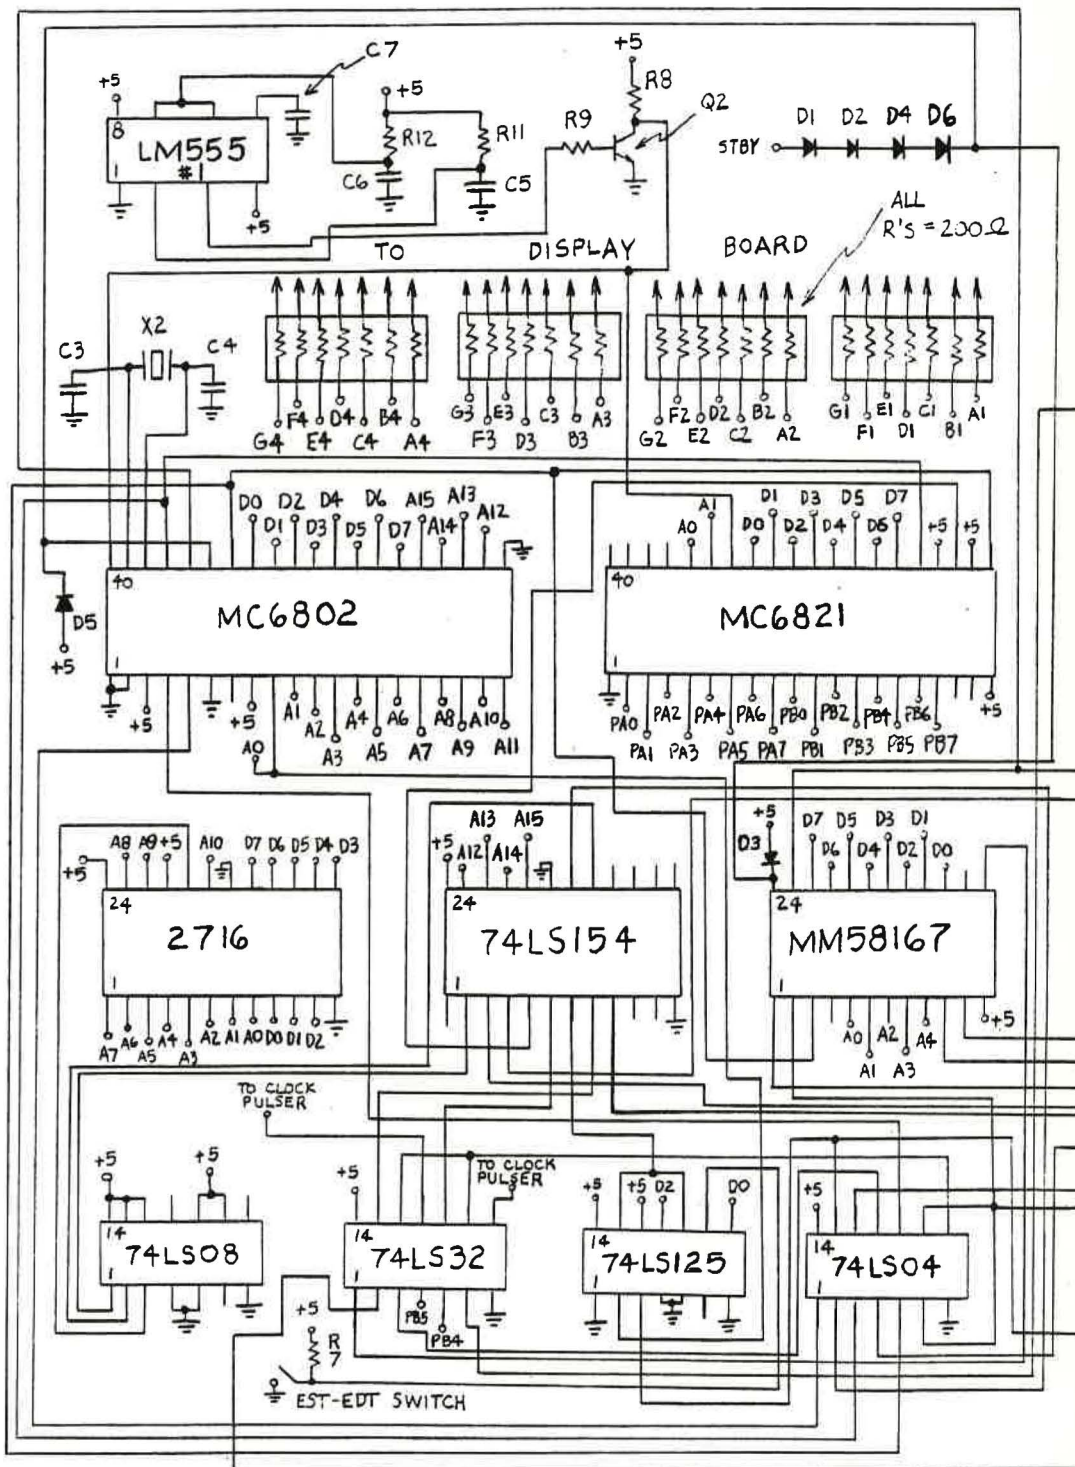 C7
+5
+5
+5
8
LM555
#1
1
R12
R11
C6
C5
+5
R8
R9
Q2
STBY
D1
D2
D4
D6
TO DISPLAY BOARD
ALL
R'S = 200Ω
C3
X2
C4
G4 F4 E4 D4 C4 B4 A4
G3 F3 E3 D3 C3 B3 A3
G2 F2 E2 D2 C2 B2 A2
G1 F1 E1 D1 C1 B1 A1
D0 D1 D2 D3 D4 D5 D6 D7 A15 A14 A13 A12
A0 A1 D0 D1 D2 D3 D4 D5 D6 D7 +5 +5
40
MC6802
1
40
MC6821
1
D5
+5
+5 +5 A0 A1 A2 A3 A4 A5 A6 A7 A8 A9 A10 A11
PA0 PA1 PA2 PA3 PA4 PA5 PA6 PA7 PB0 PB1 PB2 PB3 PB4 PB5 PB6 PB7 +5
+5 A8 A9 +5 A10 D7 D6 D5 D4 D3
24
2716
1
A7 A6 A5 A4 A3 A2 A1 A0 D0 D1 D2
+5 A12 A13 A14 A15
24
74LS154
1
+5
D3
D7 D6 D5 D4 D3 D2 D1 D0
24
MM58167
1
A0 A1 A2 A3 A4 +5
TO CLOCK
PULSER
TO CLOCK
PULSER
+5 +5
14
74LS08
1
+5
14
74LS32
1
PB5
PB4
+5 +5 D2 D0
14
74LS125
1
+5
14
74LS04
1
+5
R
7
EST-EDT SWITCH